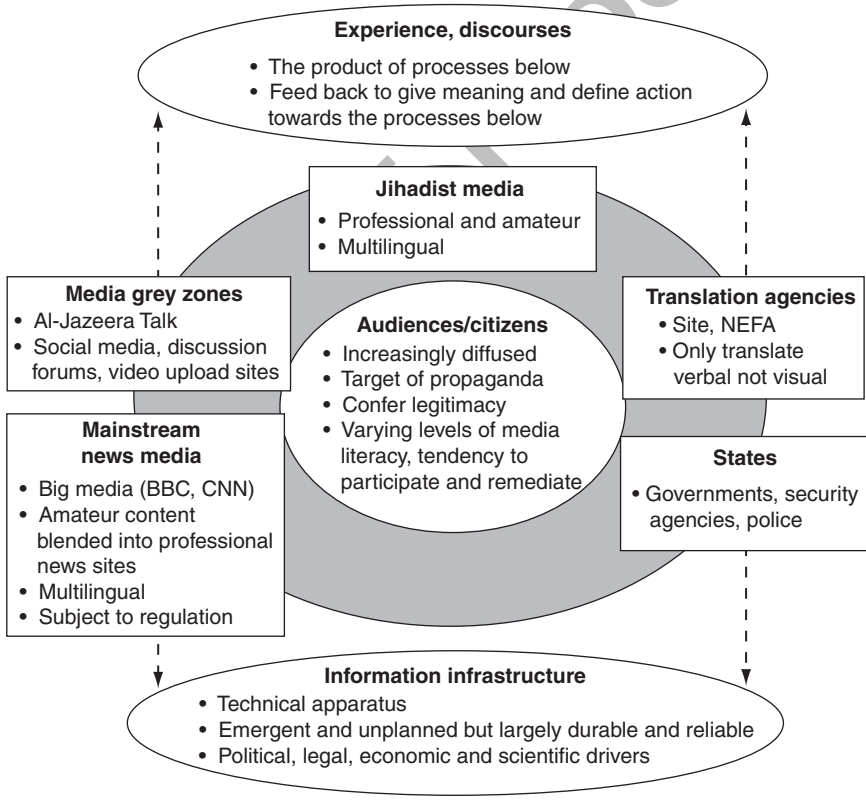 Experience, discourses
• The product of processes below
• Feed back to give meaning and define action
towards the processes below
Jihadist media
• Professional and amateur
• Multilingual
Media grey zones
• Al-Jazeera Talk
• Social media, discussion
forums, video upload sites
Translation agencies
• Site, NEFA
• Only translate
verbal not visual
Audiences/citizens
• Increasingly diffused
• Target of propaganda
• Confer legitimacy
• Varying levels of media
literacy, tendency to
participate and remediate
Mainstream
news media
• Big media (BBC, CNN)
• Amateur content
blended into professional
news sites
• Multilingual
• Subject to regulation
States
• Governments, security
agencies, police
Information infrastructure
• Technical apparatus
• Emergent and unplanned but largely durable and reliable
• Political, legal, economic and scientific drivers